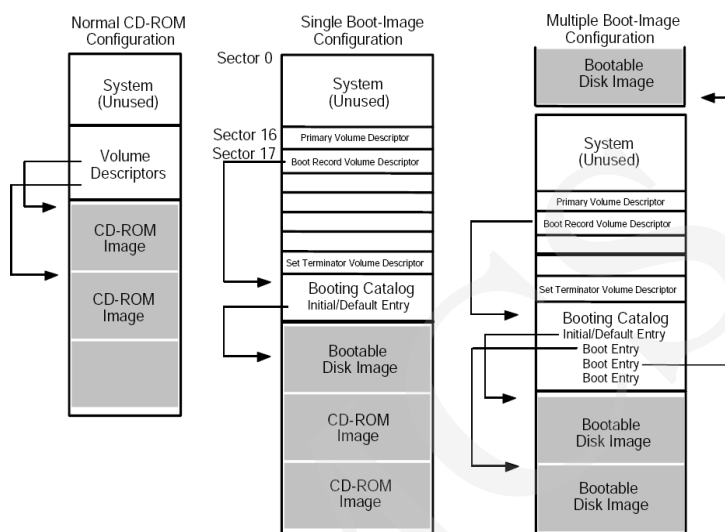 Normal CD-ROM
Configuration
System
(Unused)
Volume
Descriptors
CD-ROM
Image
CD-ROM
Image
Single Boot-Image
Configuration
Sector 0
System
(Unused)
Sector 16
Primary Volume Descriptor
Sector 17
Boot Record Volume Descriptor
Set Terminator Volume Descriptor
Booting Catalog
Initial/Default Entry
Bootable
Disk Image
CD-ROM
Image
CD-ROM
Image
Multiple Boot-Image
Configuration
Bootable
Disk Image
System
(Unused)
Primary Volume Descriptor
Boot Record Volume Descriptor
Set Terminator Volume Descriptor
Booting Catalog
Initial/Default Entry
Boot Entry
Boot Entry
Boot Entry
Bootable
Disk Image
Bootable
Disk Image